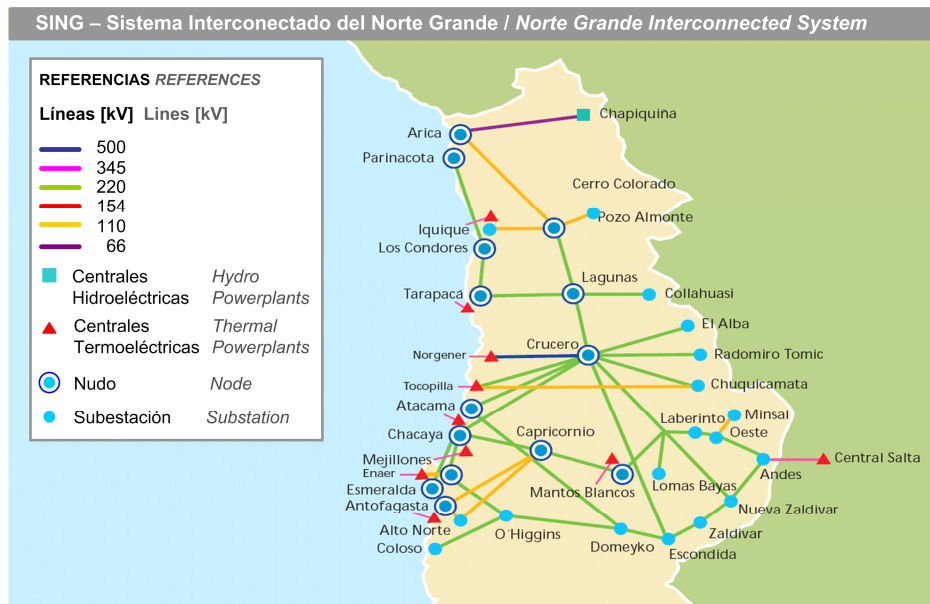 SING – Sistema Interconectado del Norte Grande / Norte Grande Interconnected System
REFERENCIAS REFERENCES
Líneas [kV] Lines [kV]
500
345
220
154
110
66
Centrales Hidroeléctricas
Hydro Powerplants
Centrales Termoeléctricas
Thermal Powerplants
Nudo Node
Subestación Substation
Chapiquiña
Arica
Parinacota
Cerro Colorado
Pozo Almonte
Iquique
Los Condores
Lagunas
Tarapacá
Collahuasi
El Alba
Crucero
Norgener
Radomiro Tomic
Tocopilla
Chuquicamata
Atacama
Laberinto
Minsal
Chacaya
Capricornio
Oeste
Mejillones
Central Salta
Enaer
Andes
Esmeralda
Mantos Blancos
Lomas Bayas
Antofagasta
Nueva Zaldivar
Alto Norte
O'Higgins
Zaldivar
Coloso
Domeyko
Escondida